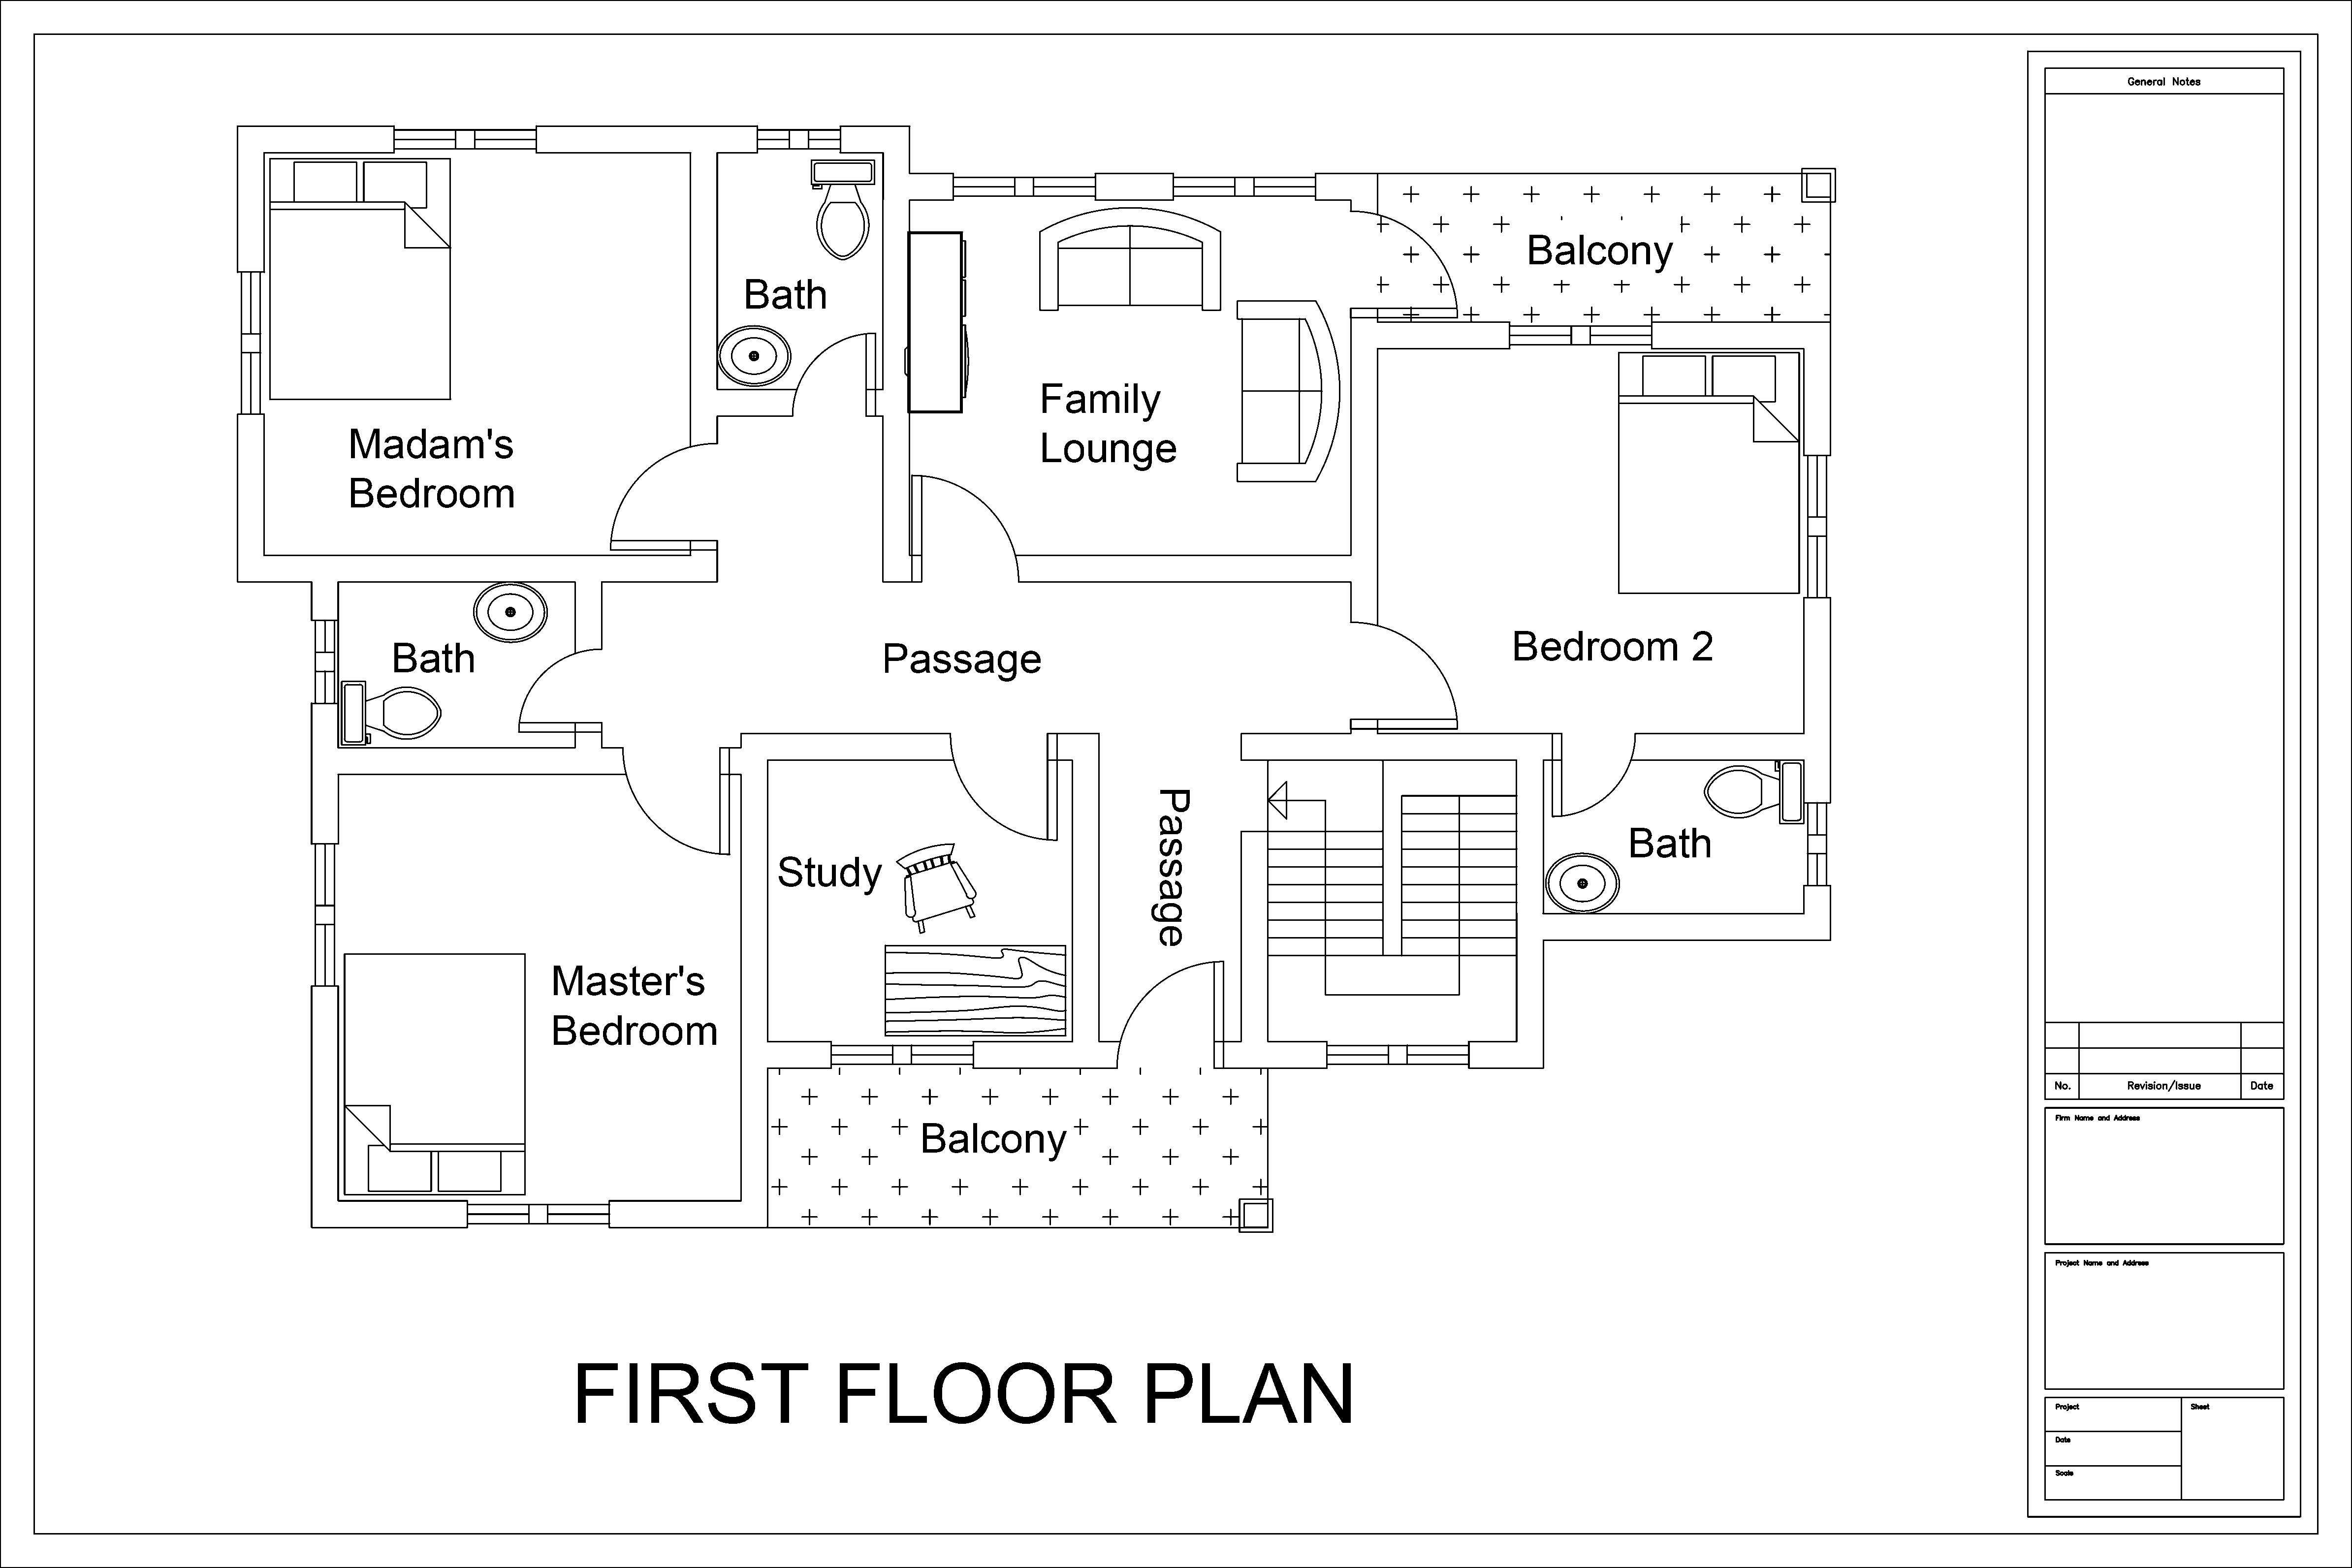 General Notes
Balcony
Bath
Family
Lounge
Madam's
Bedroom
Bath
Passage
Bedroom 2
Passage
Bath
Study
Master's
Bedroom
Balcony
No. Revision/Issue Date
Firm Name and Address
Project Name and Address
FIRST FLOOR PLAN
Project Sheet
Date
Scale